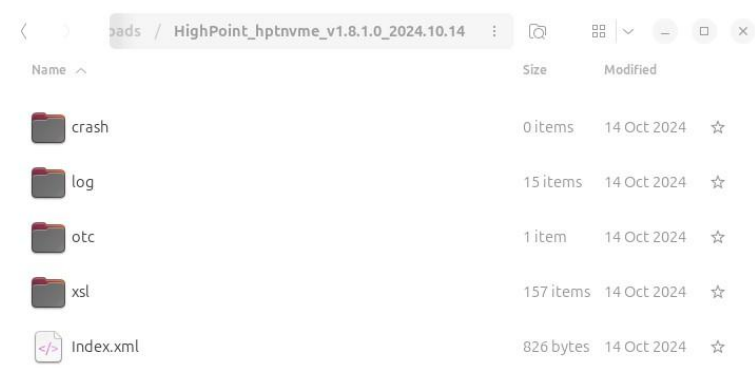 / HighPoint_hptnvme_v1.8.1.0_2024.10.14
Name Size Modified
crash 0 items 14 Oct 2024
log 15 items 14 Oct 2024
otc 1 item 14 Oct 2024
xsl 157 items 14 Oct 2024
</> Index.xml 826 bytes 14 Oct 2024